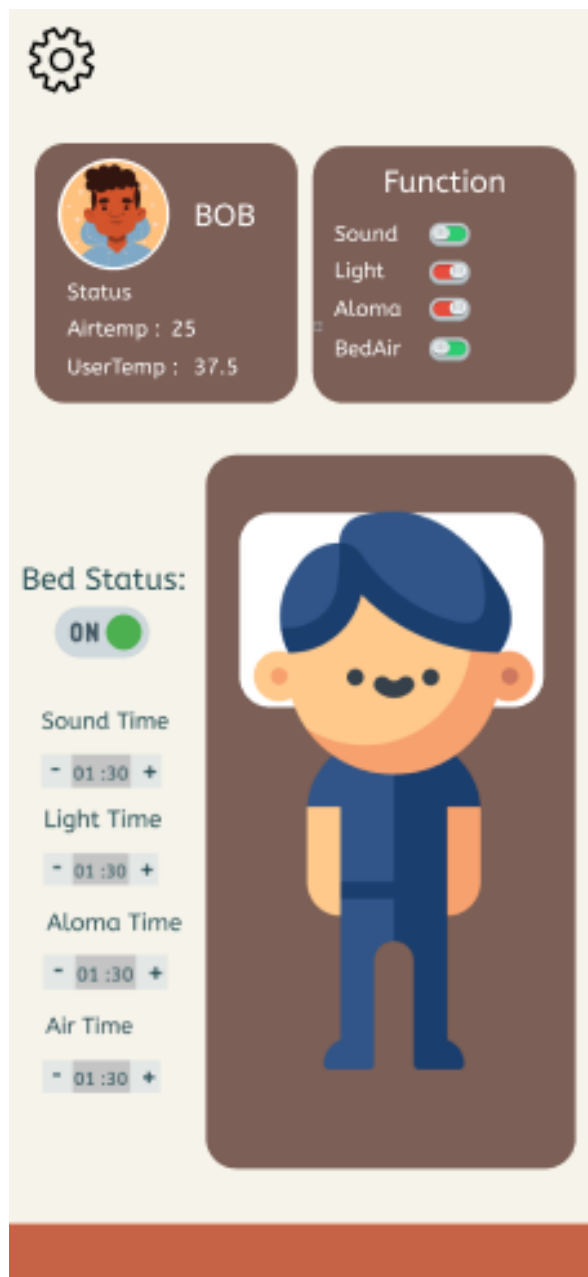 BOB
Status
Airtemp : 25
UserTemp : 37.5
Function
Sound
Light
Aloma
BedAir
Bed Status:
ON
Sound Time
- 01 :30 +
Light Time
- 01 :30 +
Aloma Time
- 01 :30 +
Air Time
- 01 :30 +